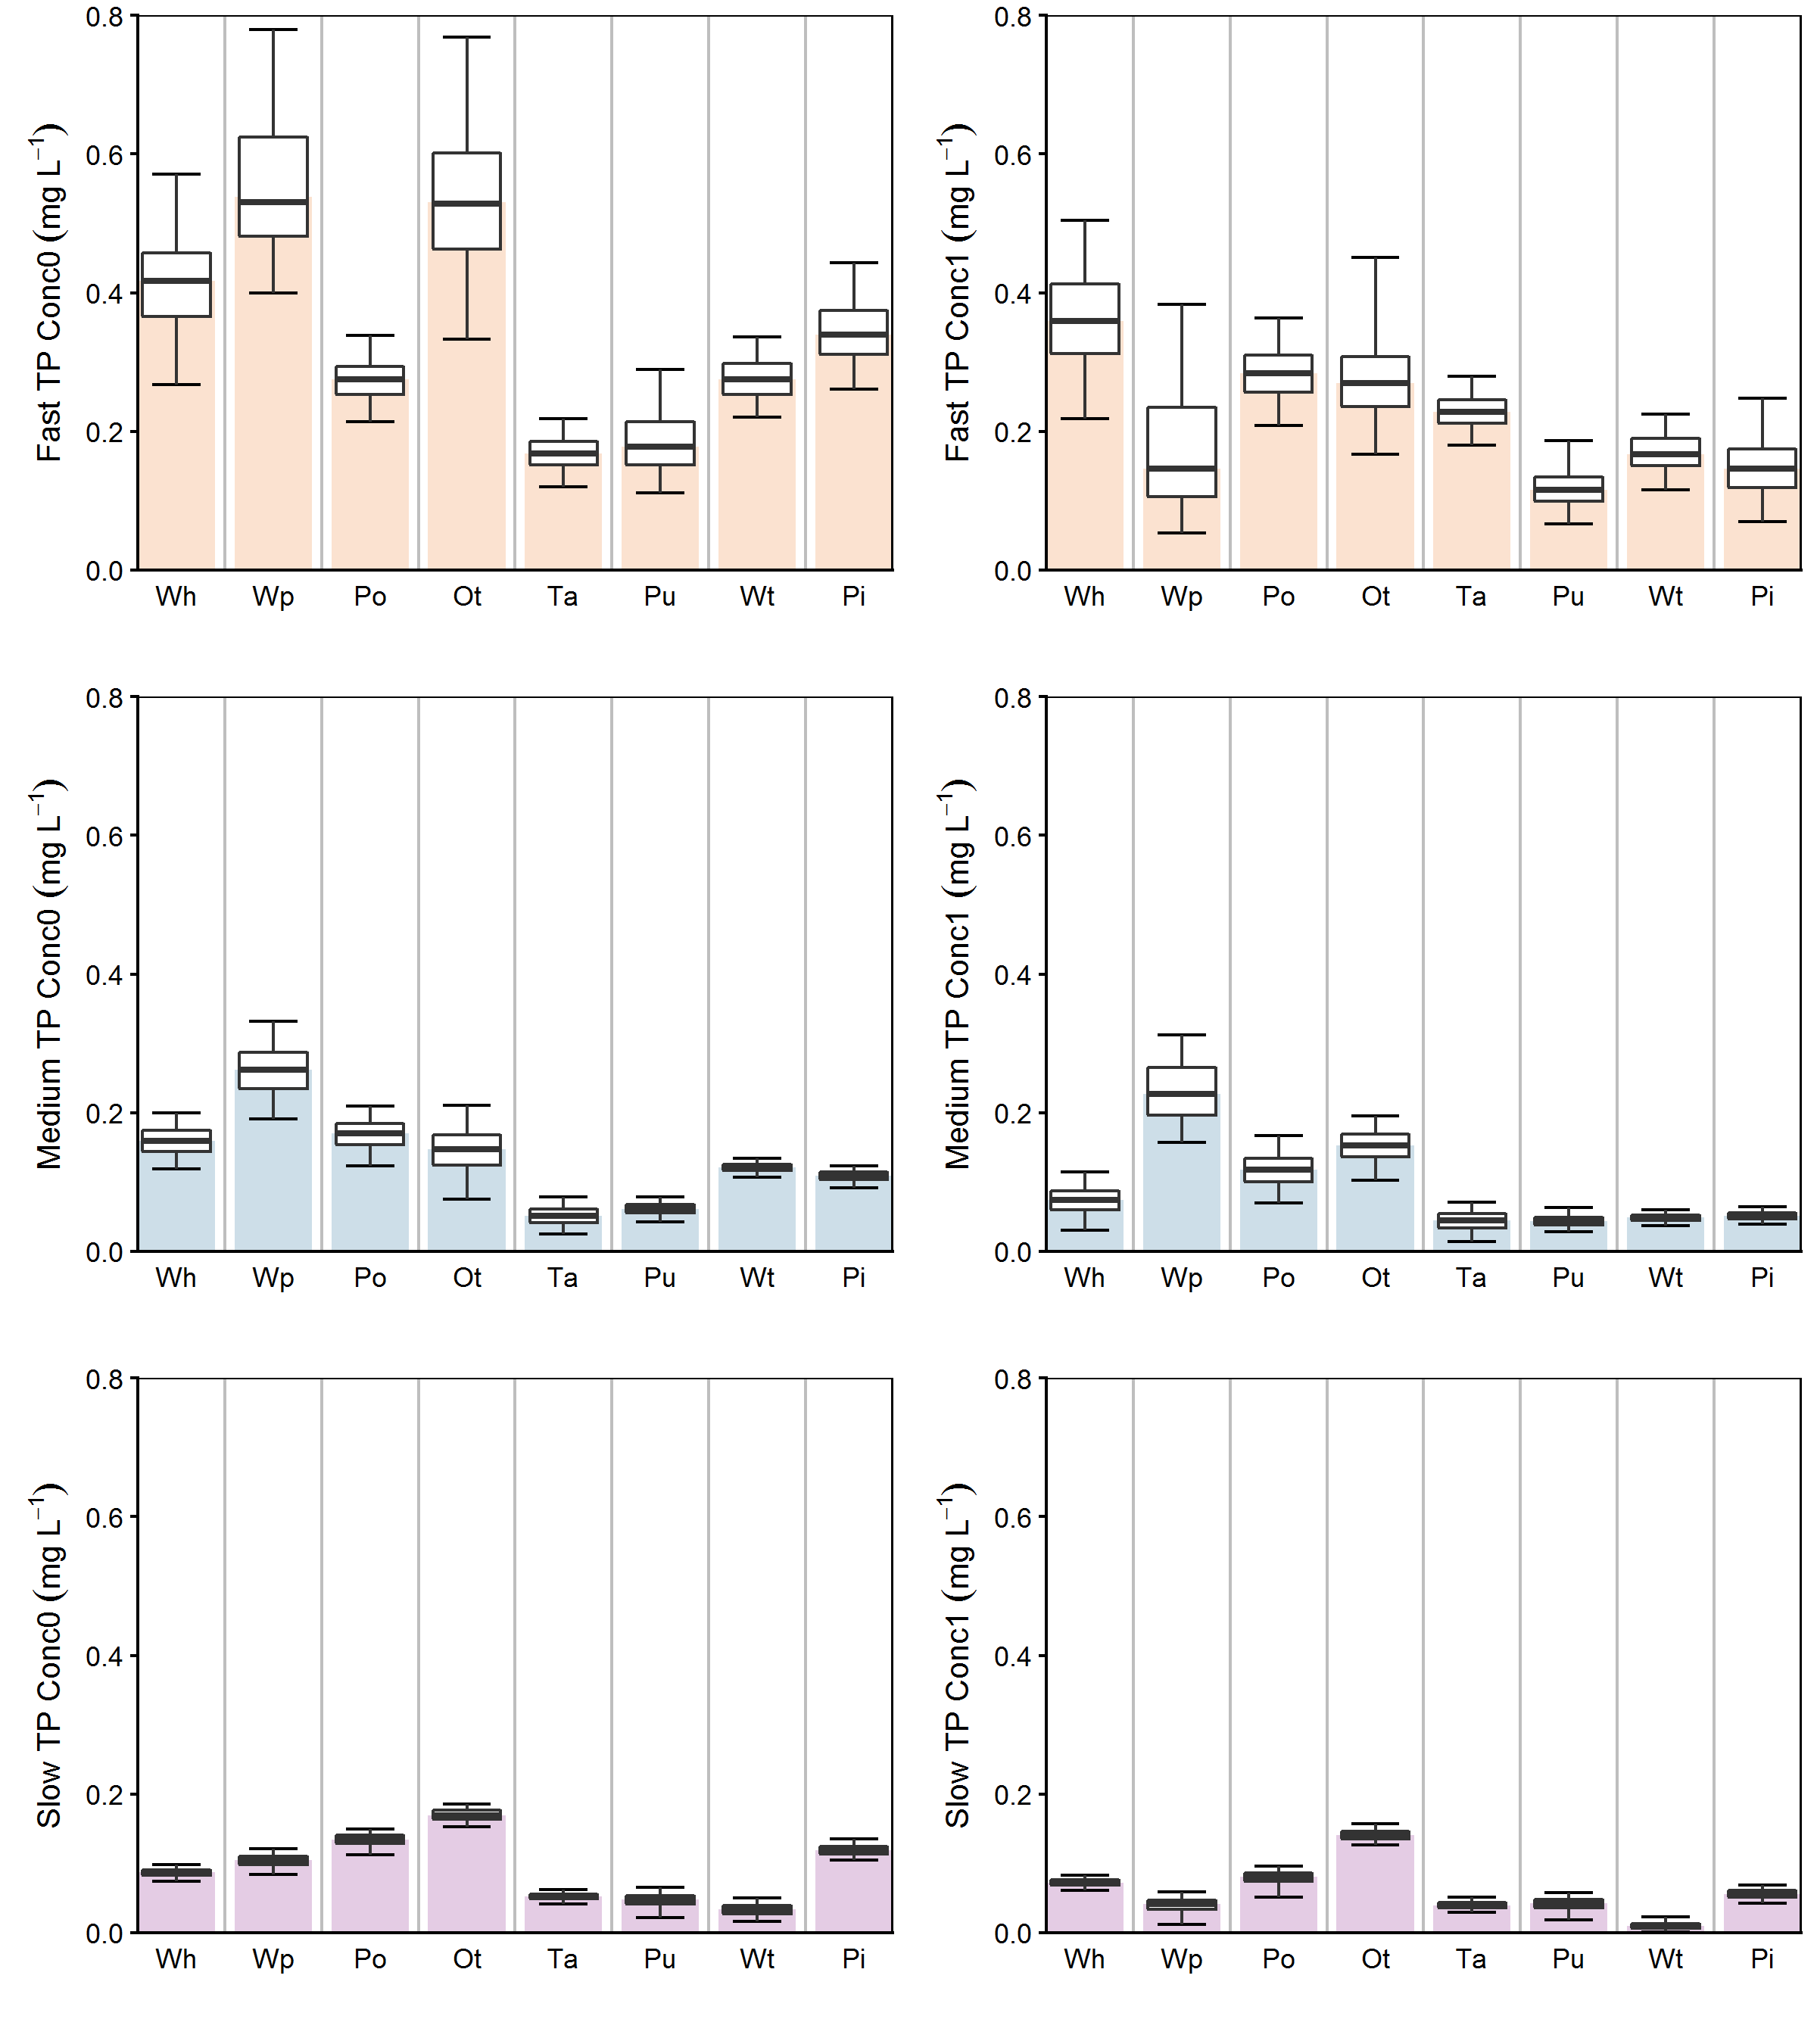 Fast TP Conc0 (mg L⁻¹)
0.8
0.6
0.4
0.2
0.0
Wh Wp Po Ot Ta Pu Wt Pi
Fast TP Conc1 (mg L⁻¹)
0.8
0.6
0.4
0.2
0.0
Wh Wp Po Ot Ta Pu Wt Pi
Medium TP Conc0 (mg L⁻¹)
0.8
0.6
0.4
0.2
0.0
Wh Wp Po Ot Ta Pu Wt Pi
Medium TP Conc1 (mg L⁻¹)
0.8
0.6
0.4
0.2
0.0
Wh Wp Po Ot Ta Pu Wt Pi
Slow TP Conc0 (mg L⁻¹)
0.8
0.6
0.4
0.2
0.0
Wh Wp Po Ot Ta Pu Wt Pi
Slow TP Conc1 (mg L⁻¹)
0.8
0.6
0.4
0.2
0.0
Wh Wp Po Ot Ta Pu Wt Pi